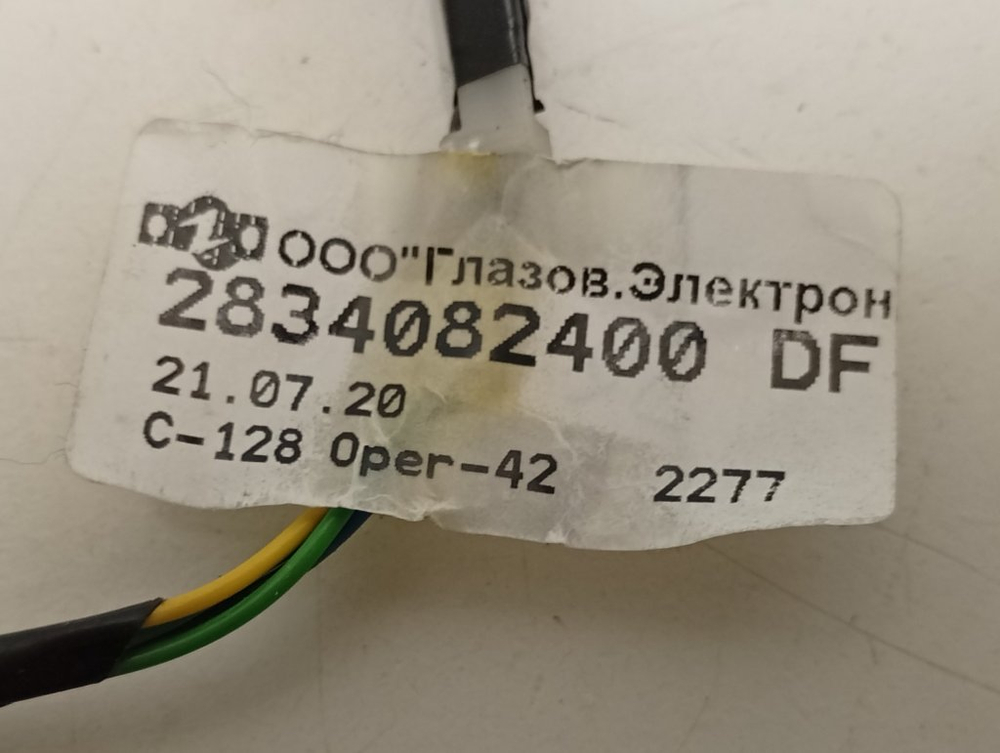 ООО"Глазов.Электрон
2834082400 DF
21.07.20
С-128 Oper-42 2277